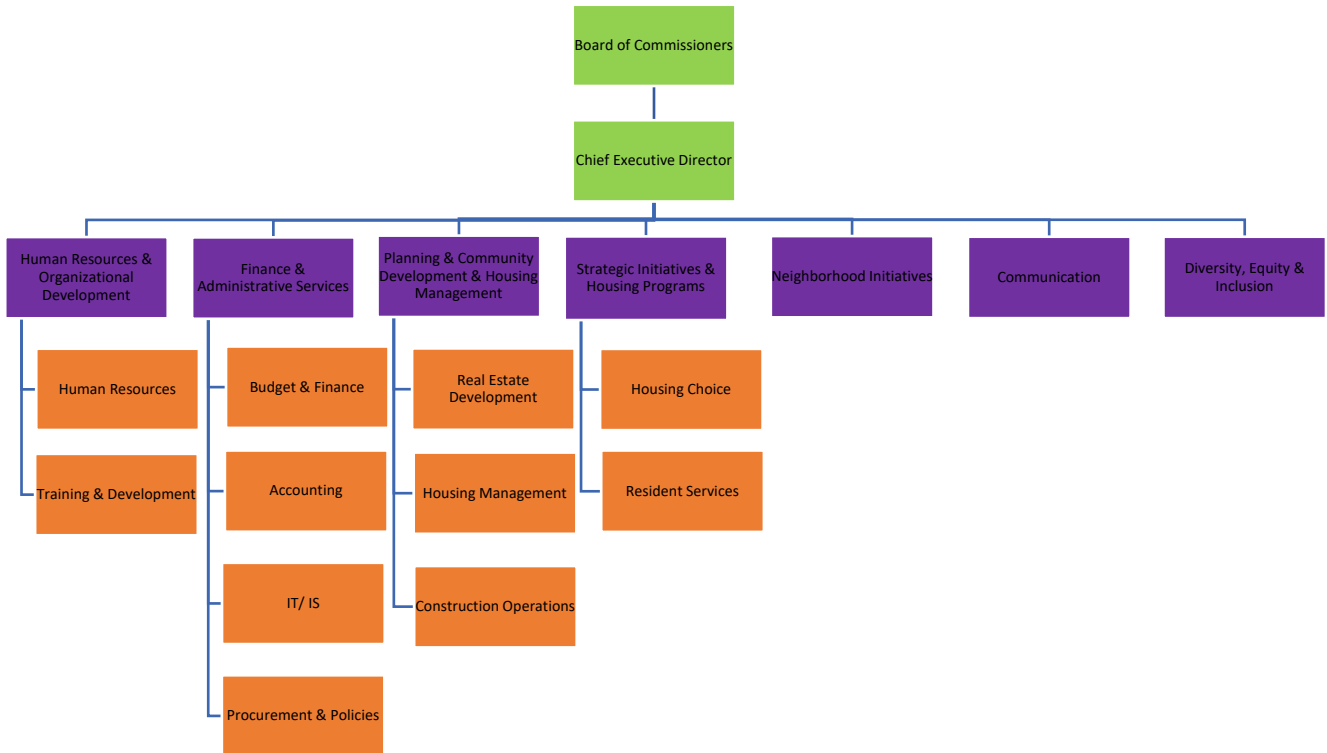 Board of Commissioners
Chief Executive Director
Human Resources &
Organizational
Development
Finance &
Administrative Services
Planning & Community
Development & Housing
Management
Strategic Initiatives &
Housing Programs
Neighborhood Initiatives
Communication
Diversity, Equity &
Inclusion
Human Resources
Training & Development
Budget & Finance
Accounting
IT/ IS
Procurement & Policies
Real Estate
Development
Housing Management
Construction Operations
Housing Choice
Resident Services